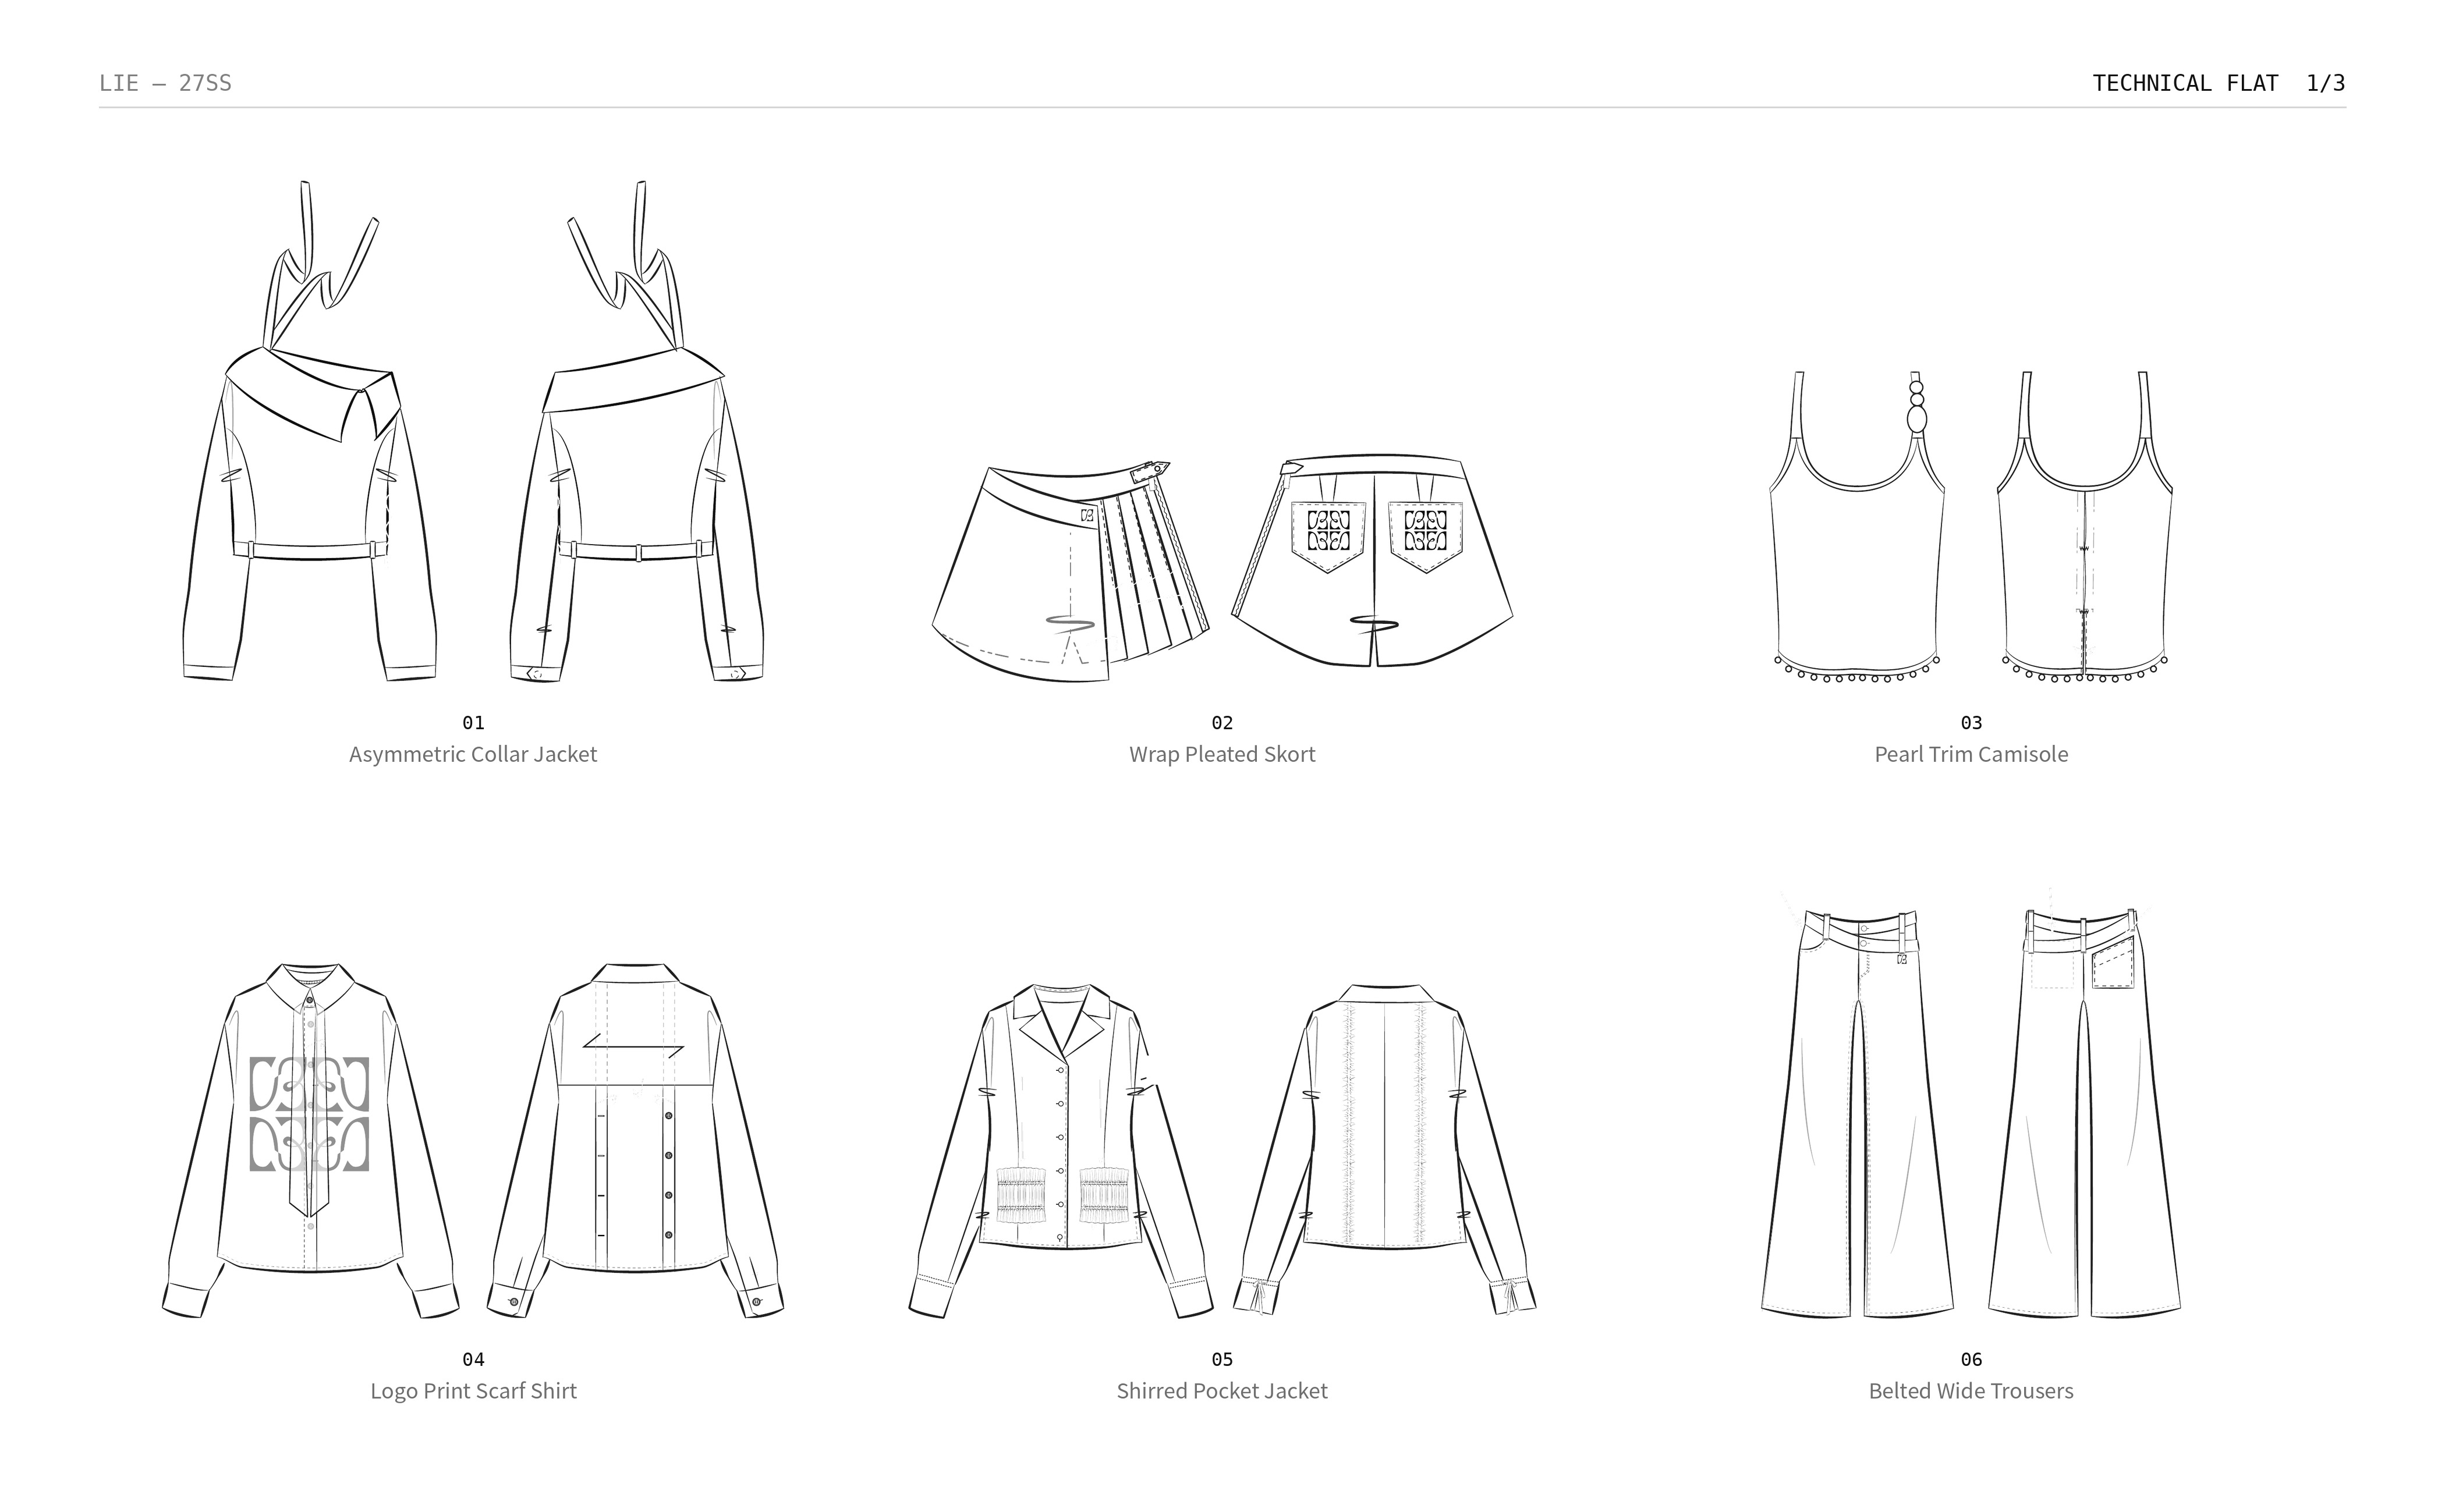 LIE — 27SS
TECHNICAL FLAT 1/3
01
Asymmetric Collar Jacket
02
Wrap Pleated Skort
03
Pearl Trim Camisole
04
Logo Print Scarf Shirt
05
Shirred Pocket Jacket
06
Belted Wide Trousers